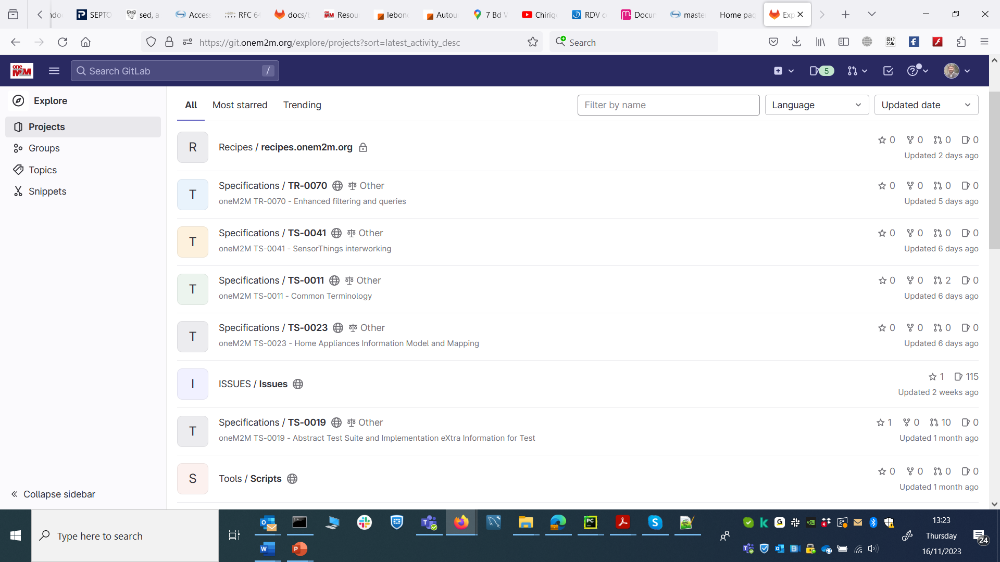 SEPTO
sed, a
Access
RFC 64
docs/b
Resou
lebon
Autou
7 Bd V
Chirig
RDV c
Docun
maste
Home pag
Exp
https://git.onem2m.org/explore/projects?sort=latest_activity_desc
Search
one M2M
Search GitLab
/
5
Explore
Projects
Groups
Topics
Snippets
Collapse sidebar
All
Most starred
Trending
Filter by name
Language
Updated date
R
Recipes / recipes.onem2m.org
0 0 0 0
Updated 2 days ago
T
Specifications / TR-0070 Other
0 0 0 0
oneM2M TR-0070 - Enhanced filtering and queries
Updated 5 days ago
T
Specifications / TS-0041 Other
0 0 0 0
oneM2M TS-0041 - SensorThings interworking
Updated 6 days ago
T
Specifications / TS-0011 Other
0 0 2 0
oneM2M TS-0011 - Common Terminology
Updated 6 days ago
T
Specifications / TS-0023 Other
0 0 0 0
oneM2M TS-0023 - Home Appliances Information Model and Mapping
Updated 6 days ago
I
ISSUES / Issues
1 115
Updated 2 weeks ago
T
Specifications / TS-0019 Other
1 0 10 0
oneM2M TS-0019 - Abstract Test Suite and Implementation eXtra Information for Test
Updated 1 month ago
S
Tools / Scripts
0 0 0 0
Updated 1 month ago
Type here to search
13:23
Thursday
16/11/2023
24